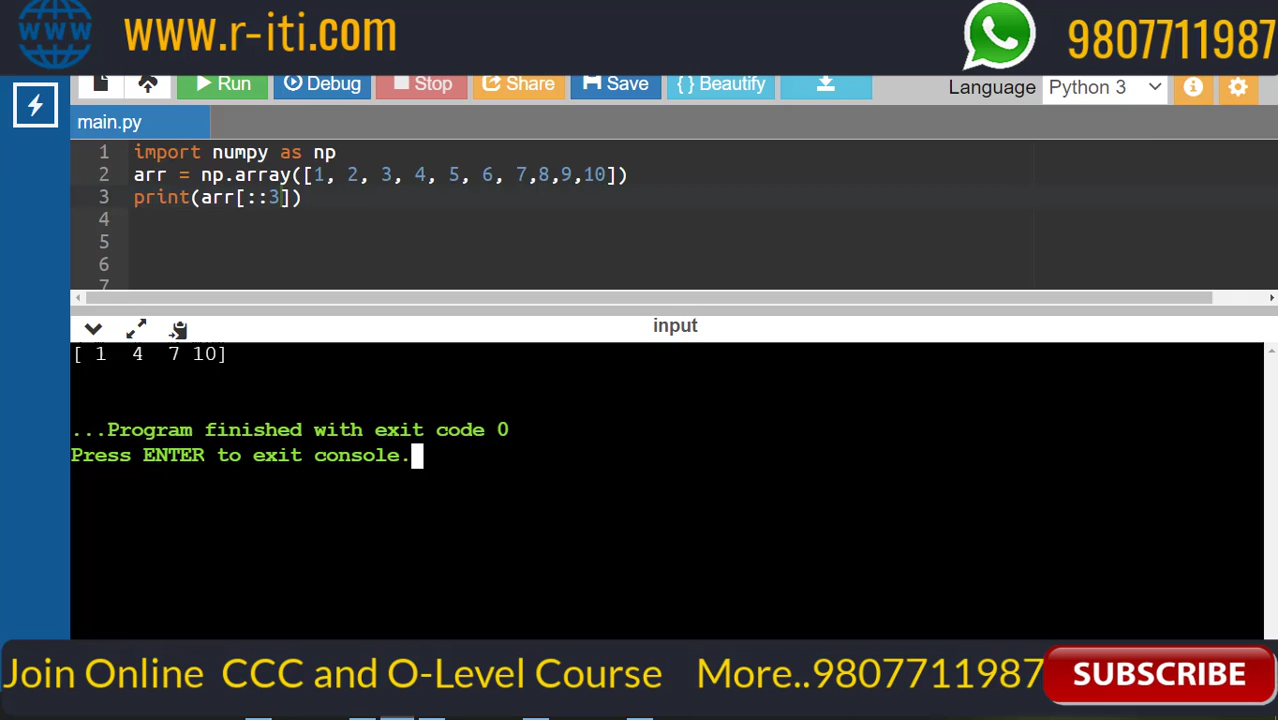 www.r-iti.com
9807711987
Run Debug Stop Share Save { } Beautify Language Python 3
main.py
1 import numpy as np
2 arr = np.array([1, 2, 3, 4, 5, 6, 7,8,9,10])
3 print(arr[::3])
4
5
6
7
input
[ 1  4  7 10]
...Program finished with exit code 0
Press ENTER to exit console.
Join Online CCC and O-Level Course More..9807711987 SUBSCRIBE